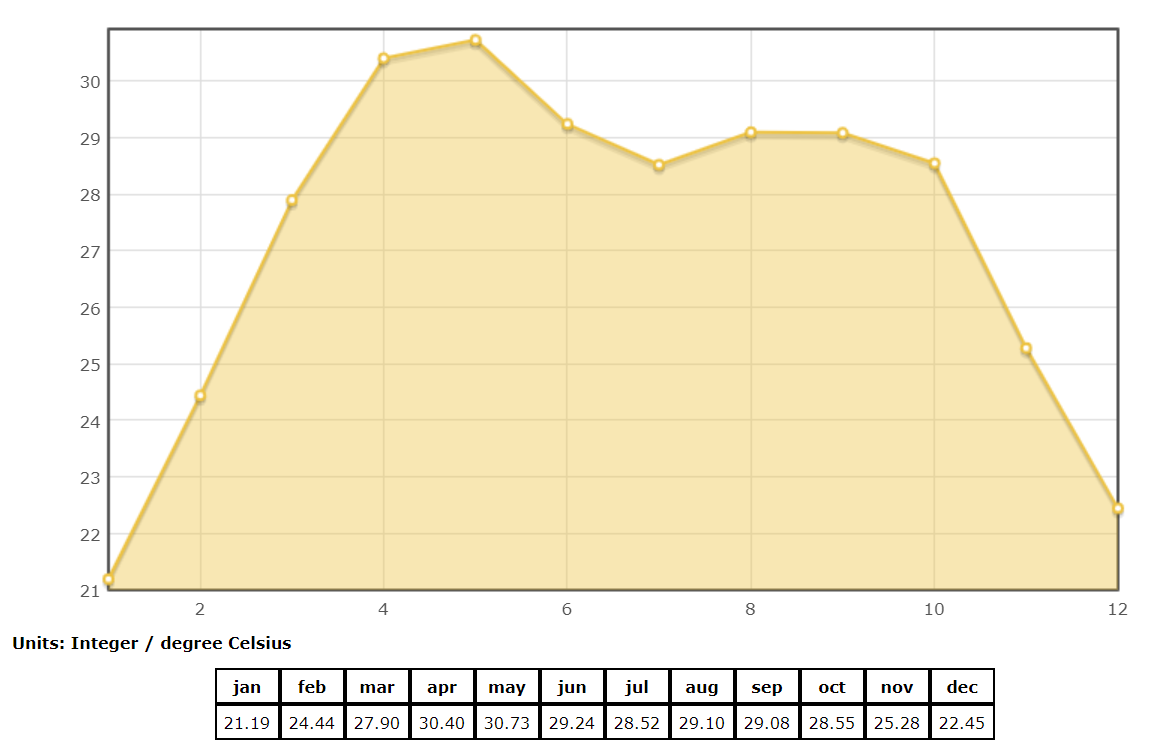 30
29
28
27
26
25
24
23
22
21
2 4 6 8 10 12
Units: Integer / degree Celsius
jan feb mar apr may jun jul aug sep oct nov dec
21.19 24.44 27.90 30.40 30.73 29.24 28.52 29.10 29.08 28.55 25.28 22.45